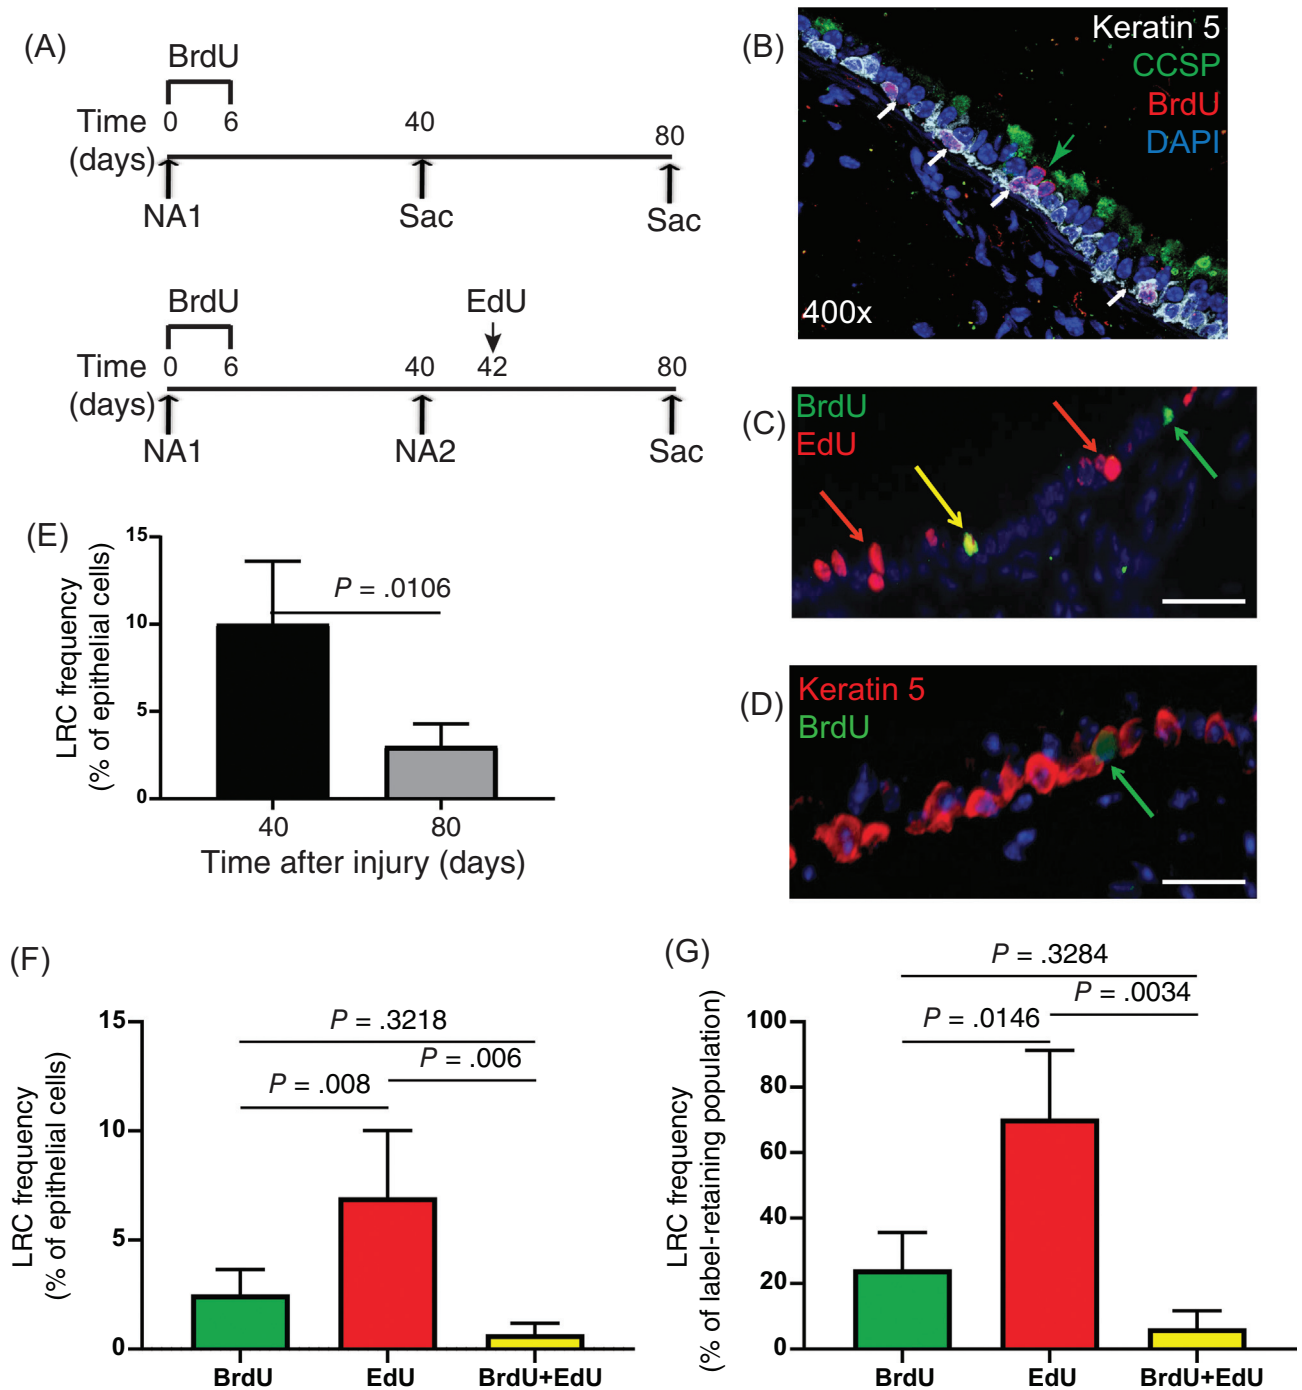 (A)
BrdU
Time 0 6 40 80
(days)
NA1 Sac Sac
BrdU EdU
Time 0 6 40 42 80
(days)
NA1 NA2 Sac
(B)
Keratin 5
CCSP
BrdU
DAPI
400x
(C)
BrdU
EdU
(D)
Keratin 5
BrdU
(E)
LRC frequency
(% of epithelial cells)
15
10
5
0
P = .0106
40 80
Time after injury (days)
(F)
LRC frequency
(% of epithelial cells)
15
10
5
0
P = .3218
P = .006
P = .008
BrdU EdU BrdU+EdU
(G)
LRC frequency
(% of label-retaining population)
100
80
60
40
20
0
P = .3284
P = .0034
P = .0146
BrdU EdU BrdU+EdU